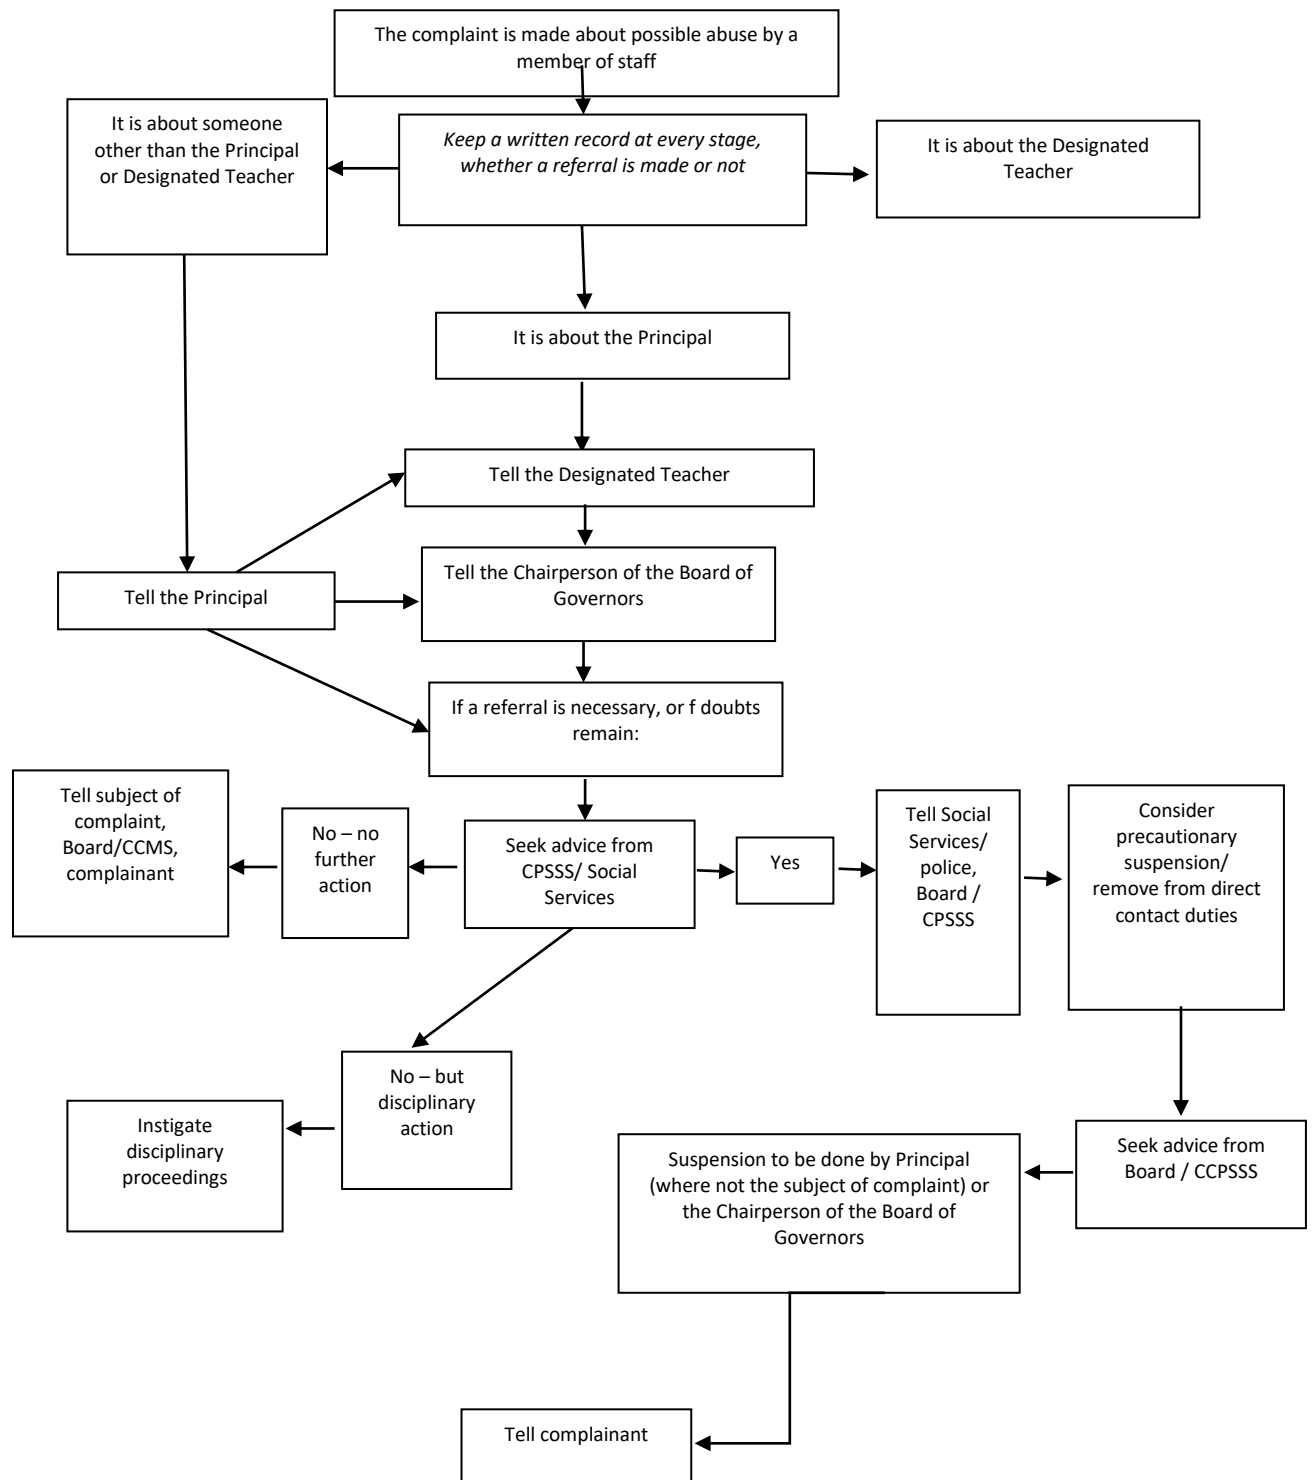 The complaint is made about possible abuse by a
member of staff
It is about someone
other than the Principal
or Designated Teacher
Keep a written record at every stage,
whether a referral is made or not
It is about the Designated
Teacher
It is about the Principal
Tell the Designated Teacher
Tell the Principal
Tell the Chairperson of the Board of
Governors
If a referral is necessary, or f doubts
remain:
Tell subject of
complaint,
Board/CCMS,
complainant
No – no
further
action
Seek advice from
CPSSS/ Social
Services
Yes
Tell Social
Services/
police,
Board /
CPSSS
Consider
precautionary
suspension/
remove from direct
contact duties
No – but
disciplinary
action
Instigate
disciplinary
proceedings
Suspension to be done by Principal
(where not the subject of complaint) or
the Chairperson of the Board of
Governors
Seek advice from
Board / CCPSSS
Tell complainant